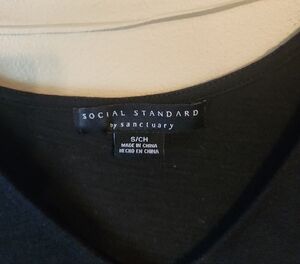 SOCIAL STANDARD
by sanctuary
S/CH
MADE IN CHINA
HECHO EN CHINA